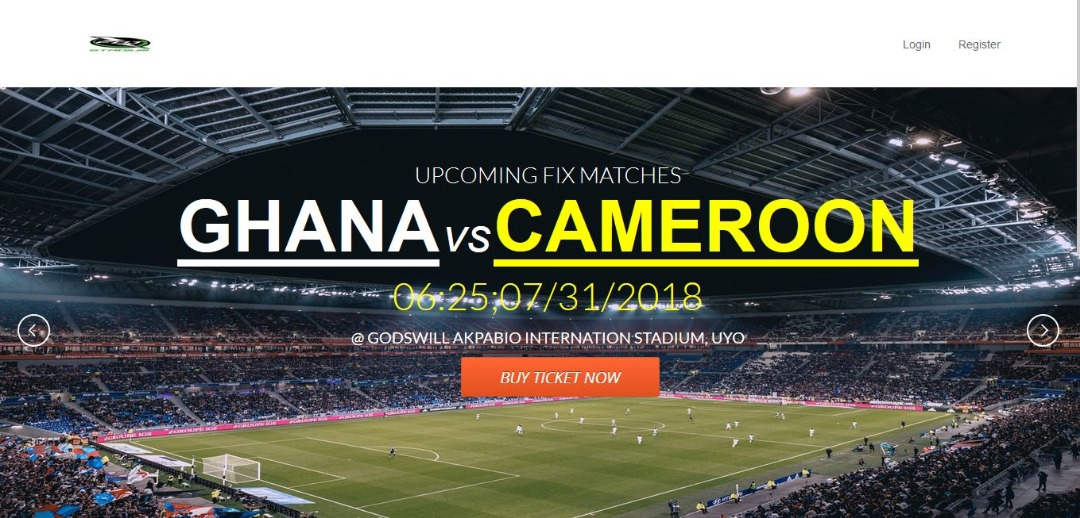 Login Register
UPCOMING FIX MATCHES
GHANA VS CAMEROON
06:25;07/31/2018
@ GODSWILL AKPABIO INTERNATION STADIUM, UYO
BUY TICKET NOW